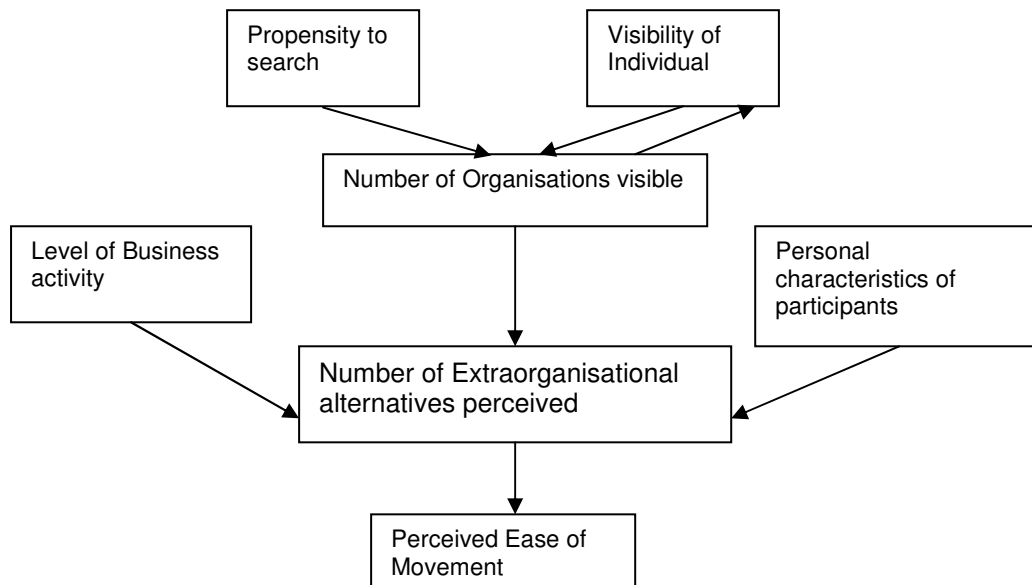 Propensity to
search
Visibility of
Individual
Number of Organisations visible
Level of Business
activity
Personal
characteristics of
participants
Number of Extraorganisational
alternatives perceived
Perceived Ease of
Movement